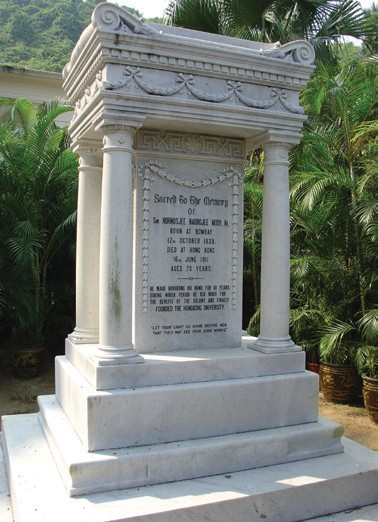 Sacred To The Memory
Of
Sir HORMUSJEE NAOROJEE MODY, Kt
BORN AT BOMBAY
12th OCTOBER 1838.
DIED AT HONG KONG
16th JUNE 1911
AGED 73 YEARS.
HE MADE HONGKONG HIS HOME FOR 50 YEARS,
DURING WHICH PERIOD HE DID MUCH FOR
THE BENEFIT OF THE COLONY, AND FINALLY
FOUNDED THE HONGKONG UNIVERSITY.
"LET YOUR LIGHT SO SHINE BEFORE MEN
THAT THEY MAY SEE YOUR GOOD WORKS"